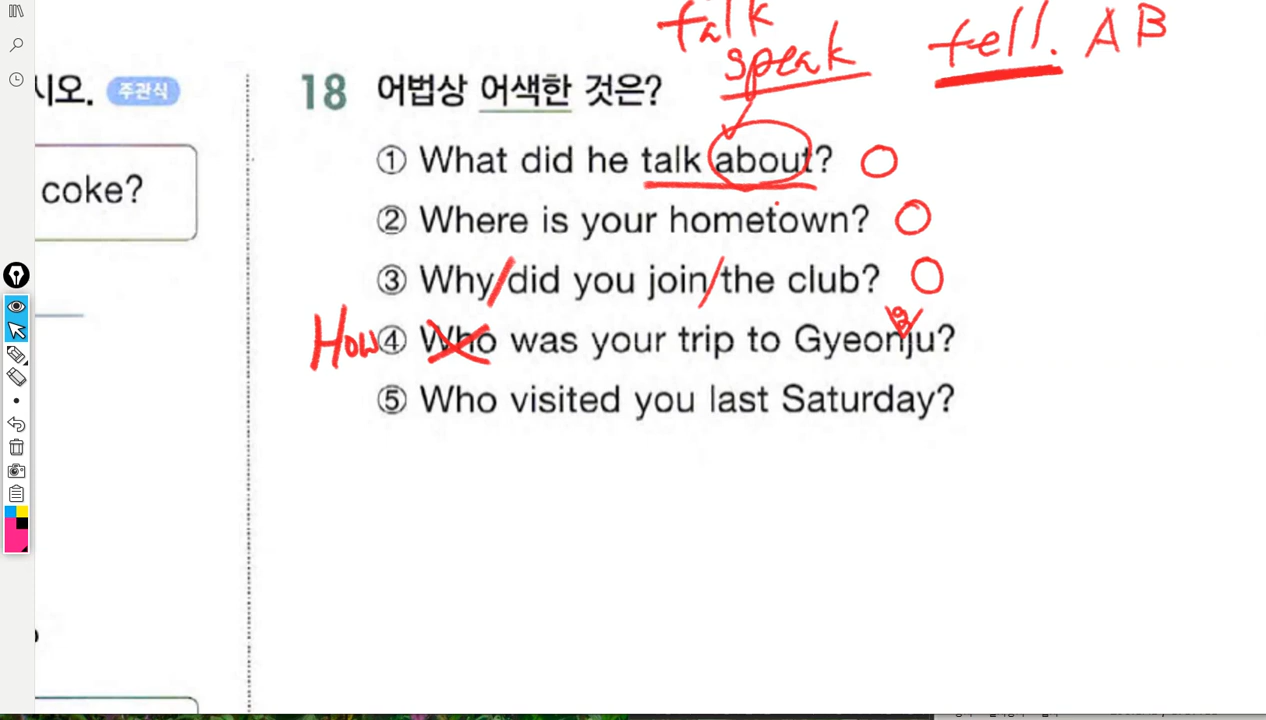 talk
speak
tell. A B
시오. 주관식
coke?
18 어법상 어색한 것은?
① What did he talk about?
② Where is your hometown?
③ Why did you join the club?
How ④ Who was your trip to Gyeonju?
⑤ Who visited you last Saturday?